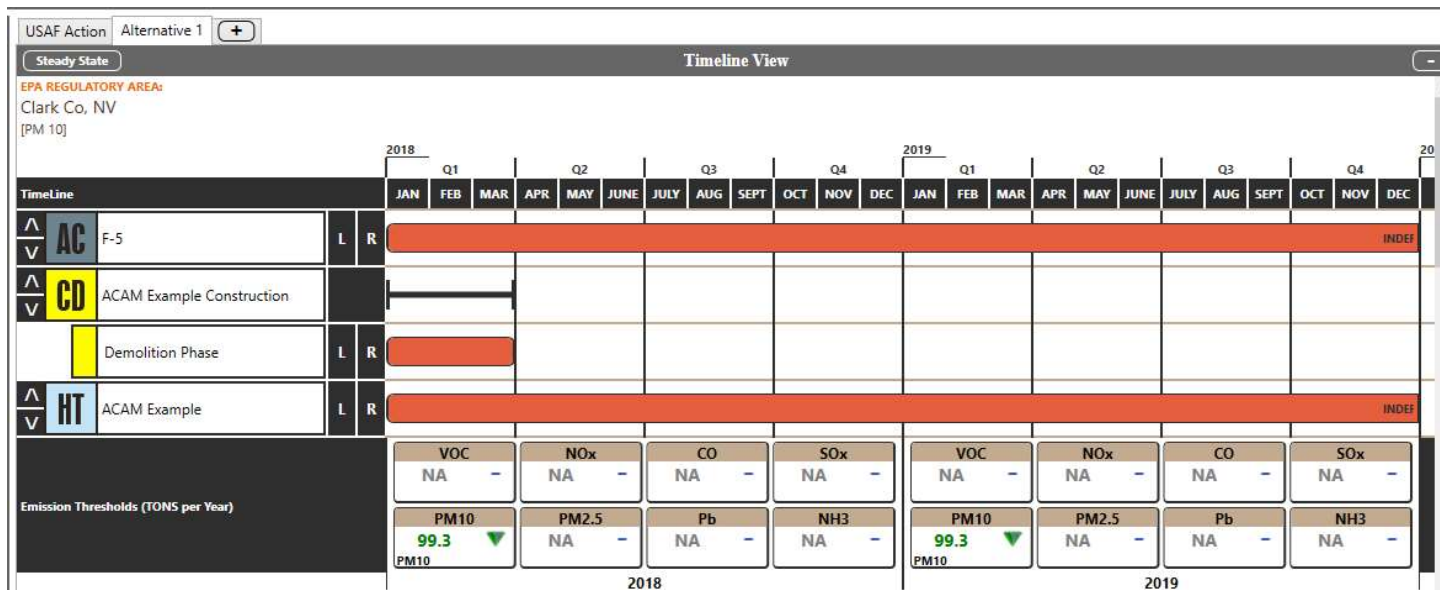 USAF Action Alternative 1 +
Steady State Timeline View -
EPA REGULATORY AREA:
Clark Co, NV
[PM 10]
2018 2019 20
Q1 Q2 Q3 Q4 Q1 Q2 Q3 Q4
TimeLine JAN FEB MAR APR MAY JUNE JULY AUG SEPT OCT NOV DEC JAN FEB MAR APR MAY JUNE JULY AUG SEPT OCT NOV DEC
AC F-5 L R INDEF
CD ACAM Example Construction
Demolition Phase L R
HT ACAM Example L R INDEF
VOC NOx CO SOx VOC NOx CO SOx
NA - NA - NA - NA - NA - NA - NA - NA -
Emission Thresholds (TONS per Year)
PM10 PM2.5 Pb NH3 PM10 PM2.5 Pb NH3
99.3 NA - NA - NA - 99.3 NA - NA - NA -
PM10 PM10
2018 2019